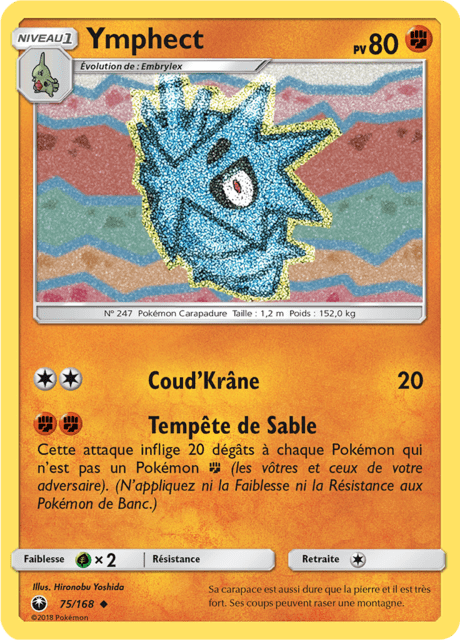 NIVEAU 1
Ymphect
PV 80
Évolution de : Embrylex
Nº 247 Pokémon Carapadure Taille : 1,2 m Poids : 152,0 kg
Coud'Krâne 20
Tempête de Sable
Cette attaque inflige 20 dégâts à chaque Pokémon qui
n'est pas un Pokémon (les vôtres et ceux de votre
adversaire). (N'appliquez ni la Faiblesse ni la Résistance aux
Pokémon de Banc.)
Faiblesse × 2 Résistance Retraite
Illus. Hironobu Yoshida
75/168
©2018 Pokémon
Sa carapace est aussi dure que la pierre et il est très
fort. Ses coups peuvent raser une montagne.